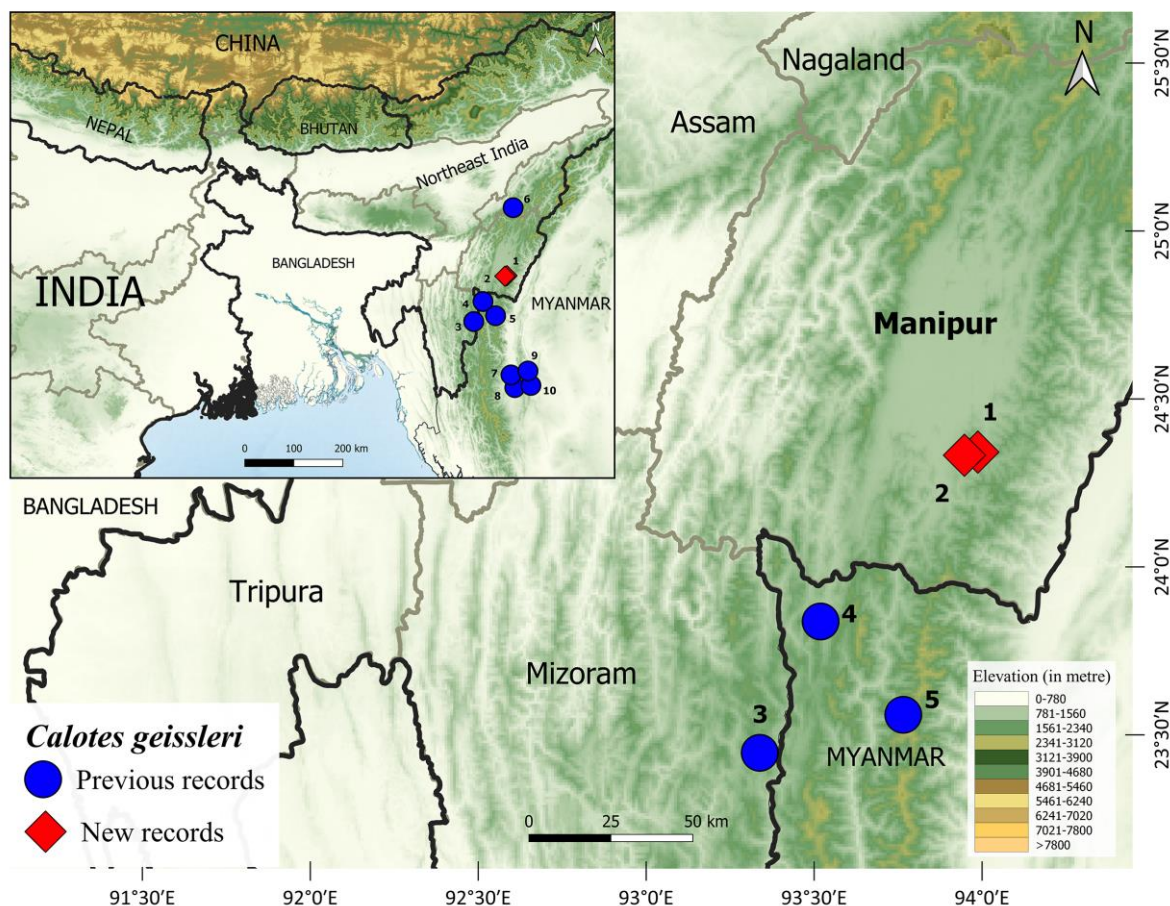 CHINA
N
NEPAL
BHUTAN
Northeast India
6
BANGLADESH
1
2
INDIA
MYANMAR
4
3
5
9
7
8
10
0 100 200 km
N
Nagaland
Assam
Manipur
1
2
BANGLADESH
Tripura
Mizoram
4
3
5
MYANMAR
Calotes geissleri
Previous records
New records
0 25 50 km
Elevation (in metre)
0-780
781-1560
1561-2340
2341-3120
3121-3900
3901-4680
4681-5460
5461-6240
6241-7020
7021-7800
>7800
25°30'N
25°0'N
24°30'N
24°0'N
23°30'N
91°30'E
92°0'E
92°30'E
93°0'E
93°30'E
94°0'E